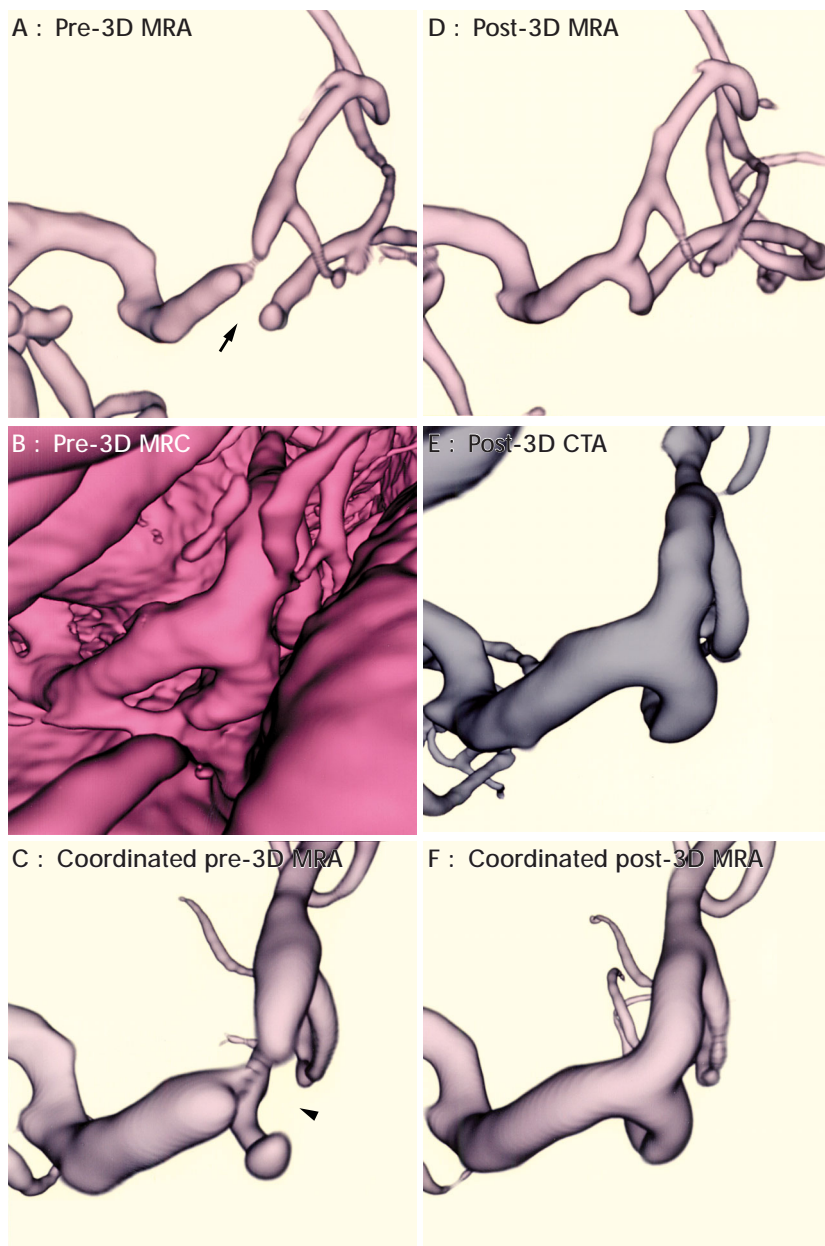 A : Pre-3D MRA
D : Post-3D MRA
B : Pre-3D MRC
E : Post-3D CTA
C : Coordinated pre-3D MRA
F : Coordinated post-3D MRA